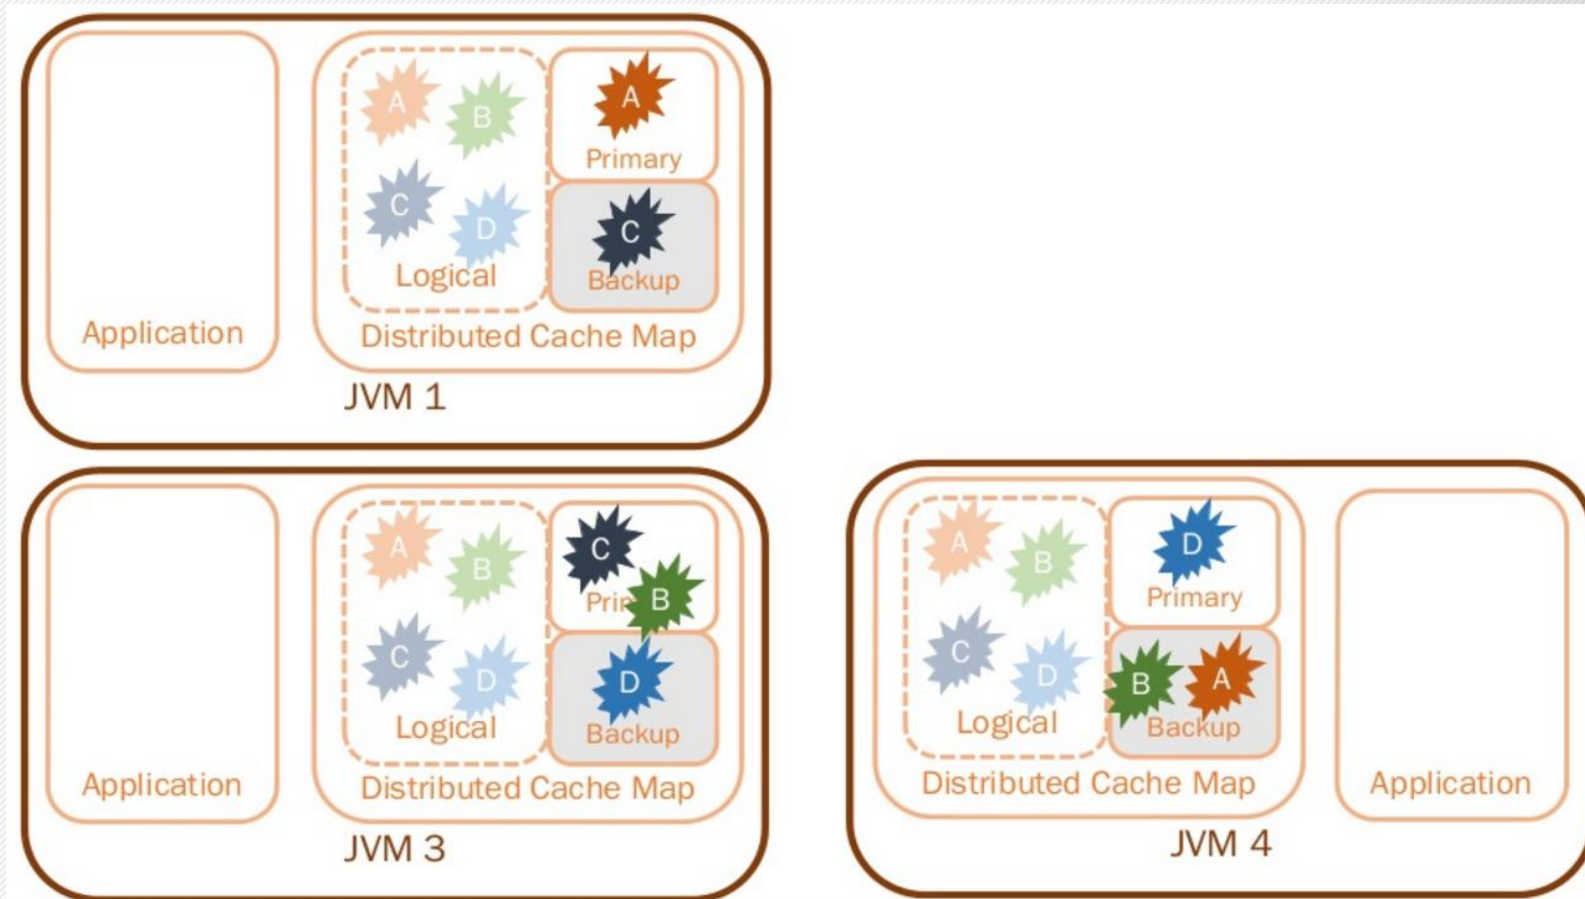 A
B
C
D
Logical
A
Primary
C
Backup
Application
Distributed Cache Map
JVM 1
A
B
C
D
Logical
C
B
D
Backup
Application
Distributed Cache Map
JVM 3
A
B
C
D
Logical
D
Primary
B
A
Backup
Distributed Cache Map
Application
JVM 4